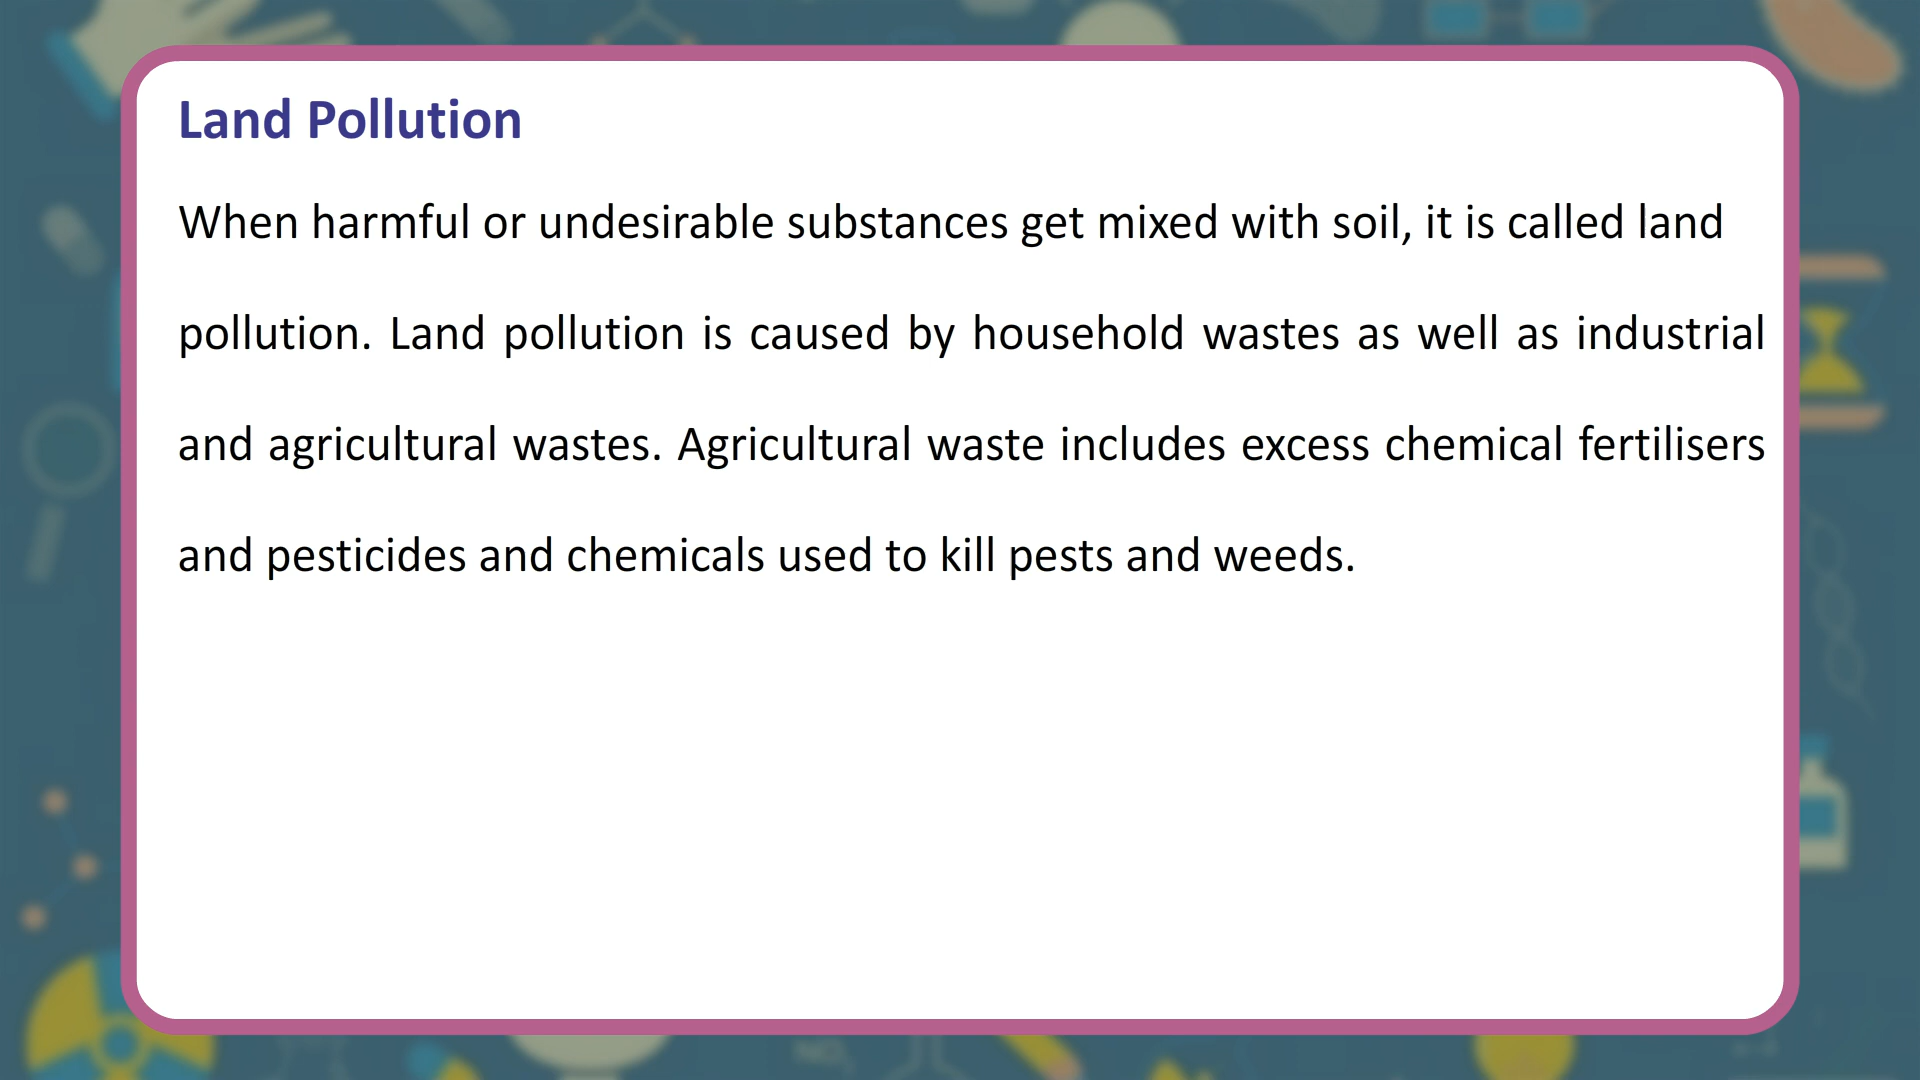 Land Pollution
When harmful or undesirable substances get mixed with soil, it is called land
pollution. Land pollution is caused by household wastes as well as industrial
and agricultural wastes. Agricultural waste includes excess chemical fertilisers
and pesticides and chemicals used to kill pests and weeds.